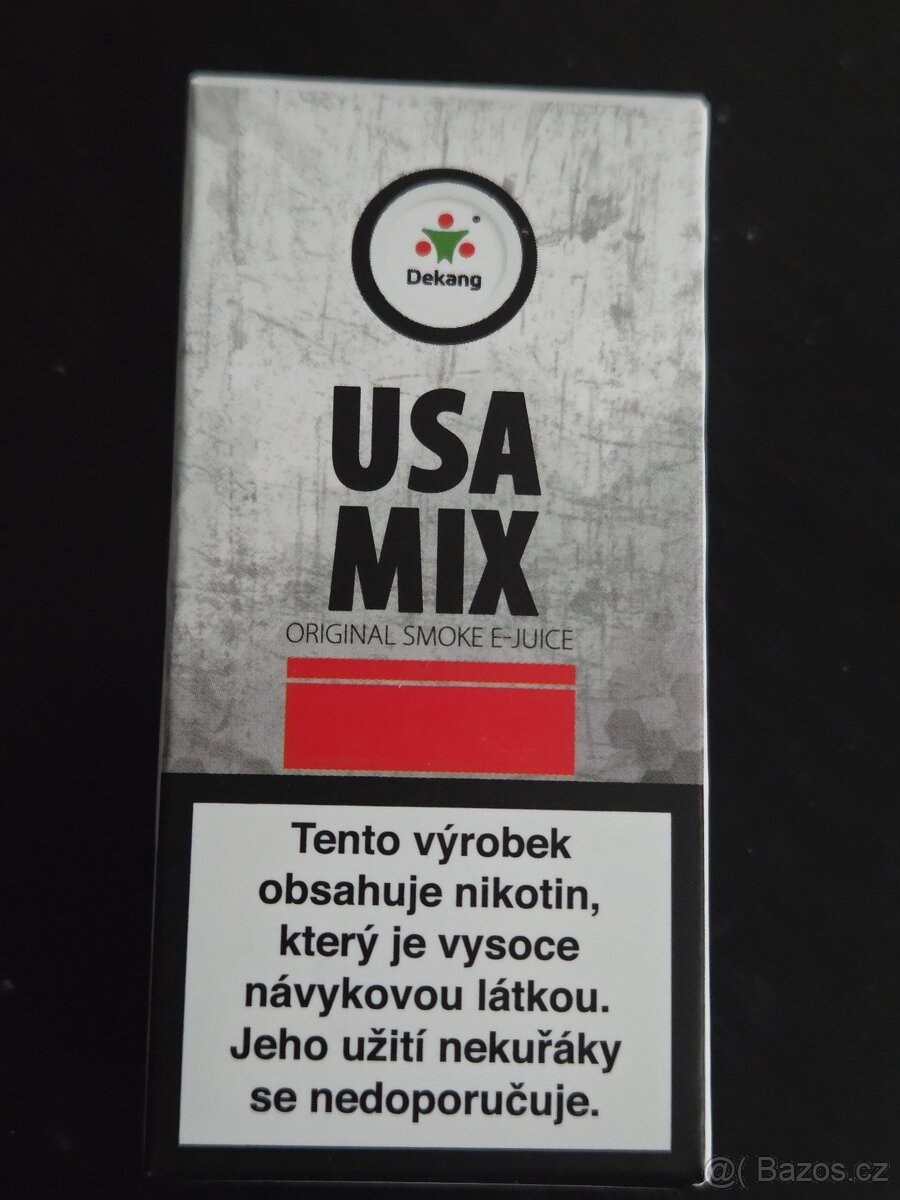 ®
Dekang
USA
MIX
ORIGINAL SMOKE E-JUICE
Tento výrobek
obsahuje nikotin,
který je vysoce
návykovou látkou.
Jeho užití nekuřáky
se nedoporučuje.
@( Bazos.cz